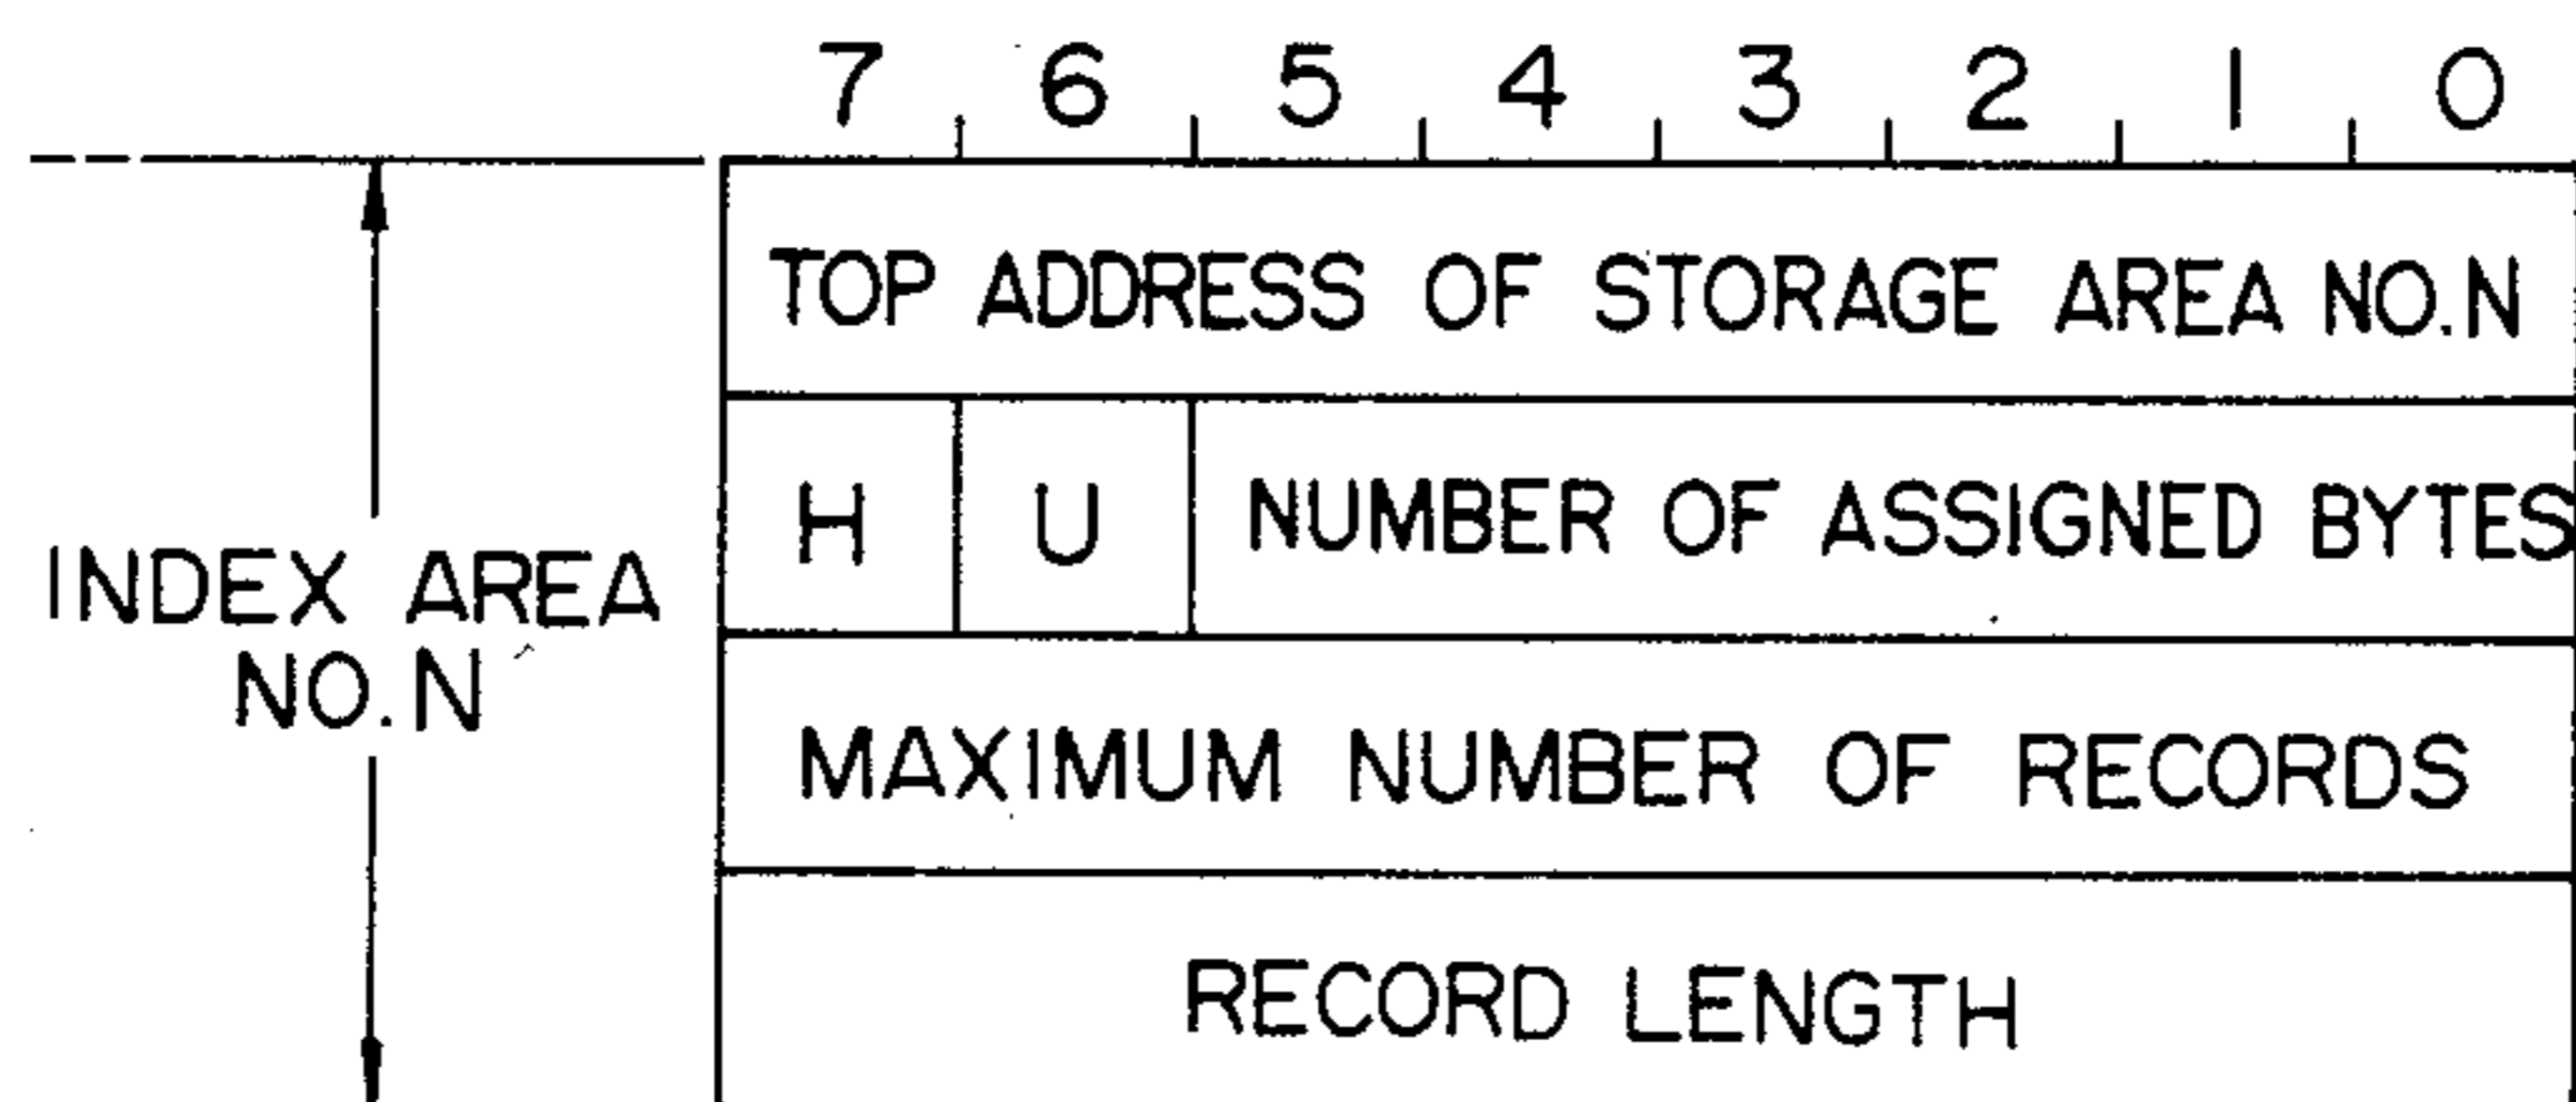 7 6 5 4 3 2 1 0
TOP ADDRESS OF STORAGE AREA NO.N
H U NUMBER OF ASSIGNED BYTES
INDEX AREA
NO.N
MAXIMUM NUMBER OF RECORDS
RECORD LENGTH